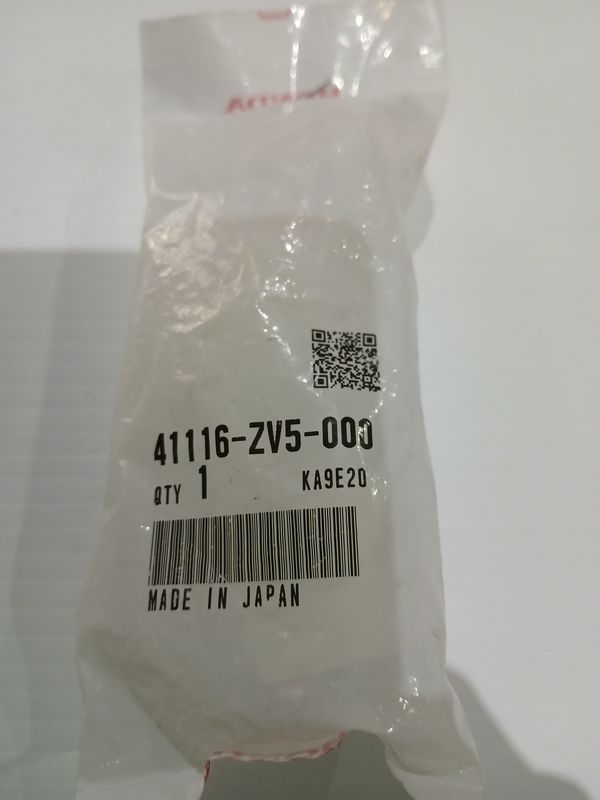 41116-ZV5-000
QTY 1 KA9E20
MADE IN JAPAN